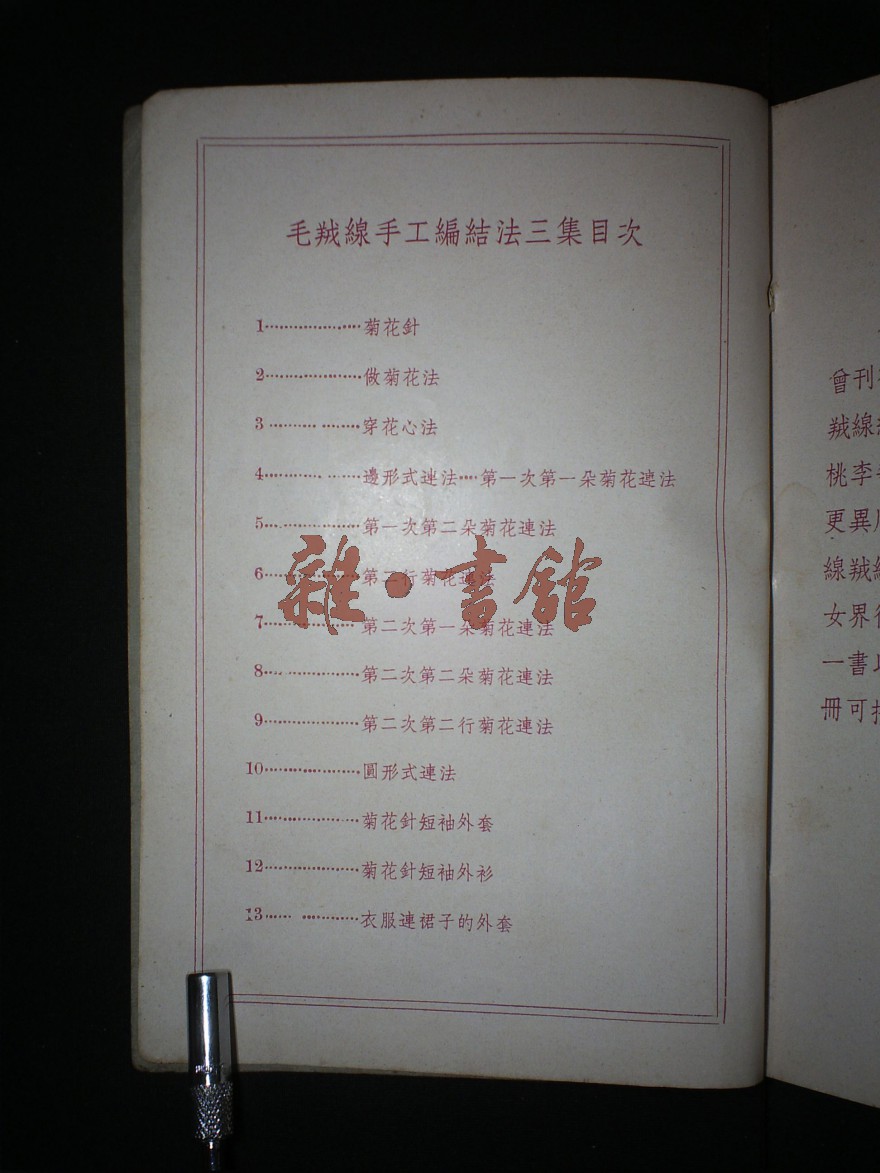 毛羢線手工編結法三集目次
1………………菊花針
2………………做菊花法
3………………穿花心法
4………………邊形式連法…第一次第一朵菊花連法
5………………第一次第二朵菊花連法
6………………第二行菊花連法
7………………第二次第一朵菊花連法
8………………第二次第二朵菊花連法
9………………第二次第二行菊花連法
10………………圓形式連法
11………………菊花針短袖外套
12………………菊花針短袖外衫
13………………衣服連裙子的外套
雜·書館
曾刊
羢線
桃李
更異
線羢
女界
一書
冊可